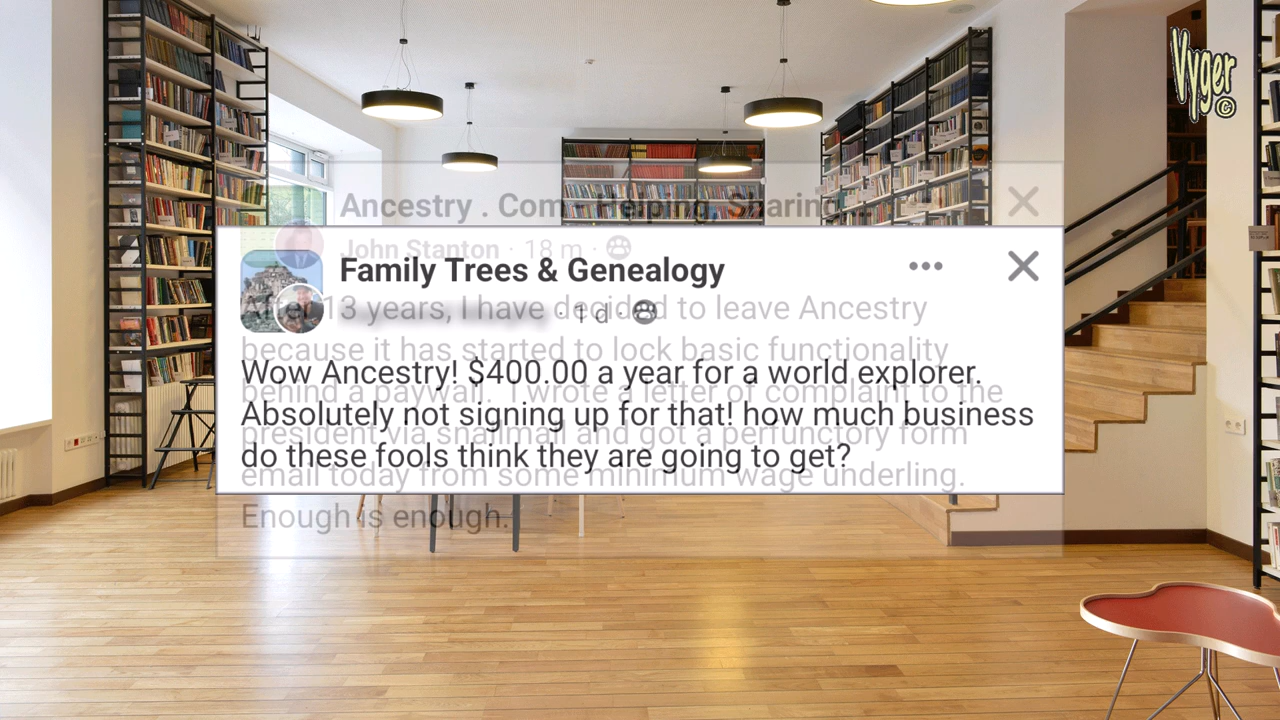 Vyger ©
Ancestry . Com - Helping, Sharing ...
John Stanton · 18 m ·
Family Trees & Genealogy
· 1 d ·
After 13 years, I have decided to leave Ancestry
because it has started to lock basic functionality
behind a paywall. I wrote a letter of complaint to the
president via snailmail and got a perfunctory form
email today from some minimum wage underling.
Enough is enough.
Wow Ancestry! $400.00 a year for a world explorer.
Absolutely not signing up for that! how much business
do these fools think they are going to get?